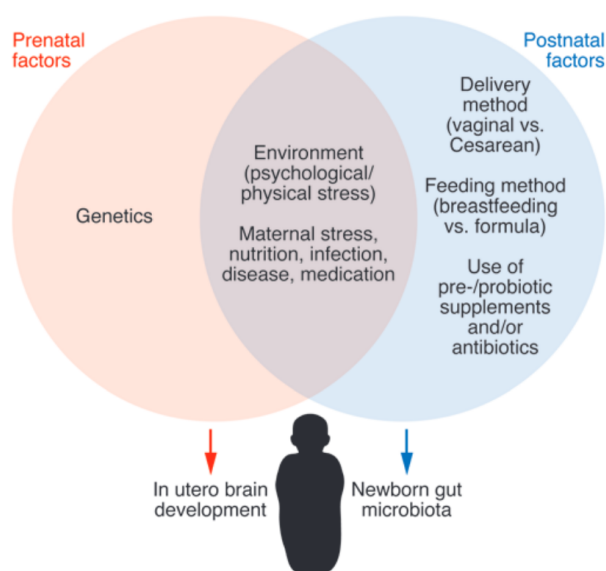 Prenatal
factors
Postnatal
factors
Genetics
Environment
(psychological/
physical stress)
Maternal stress,
nutrition, infection,
disease, medication
Delivery
method
(vaginal vs.
Cesarean)
Feeding method
(breastfeeding
vs. formula)
Use of
pre-/probiotic
supplements
and/or
antibiotics
In utero brain
development
Newborn gut
microbiota